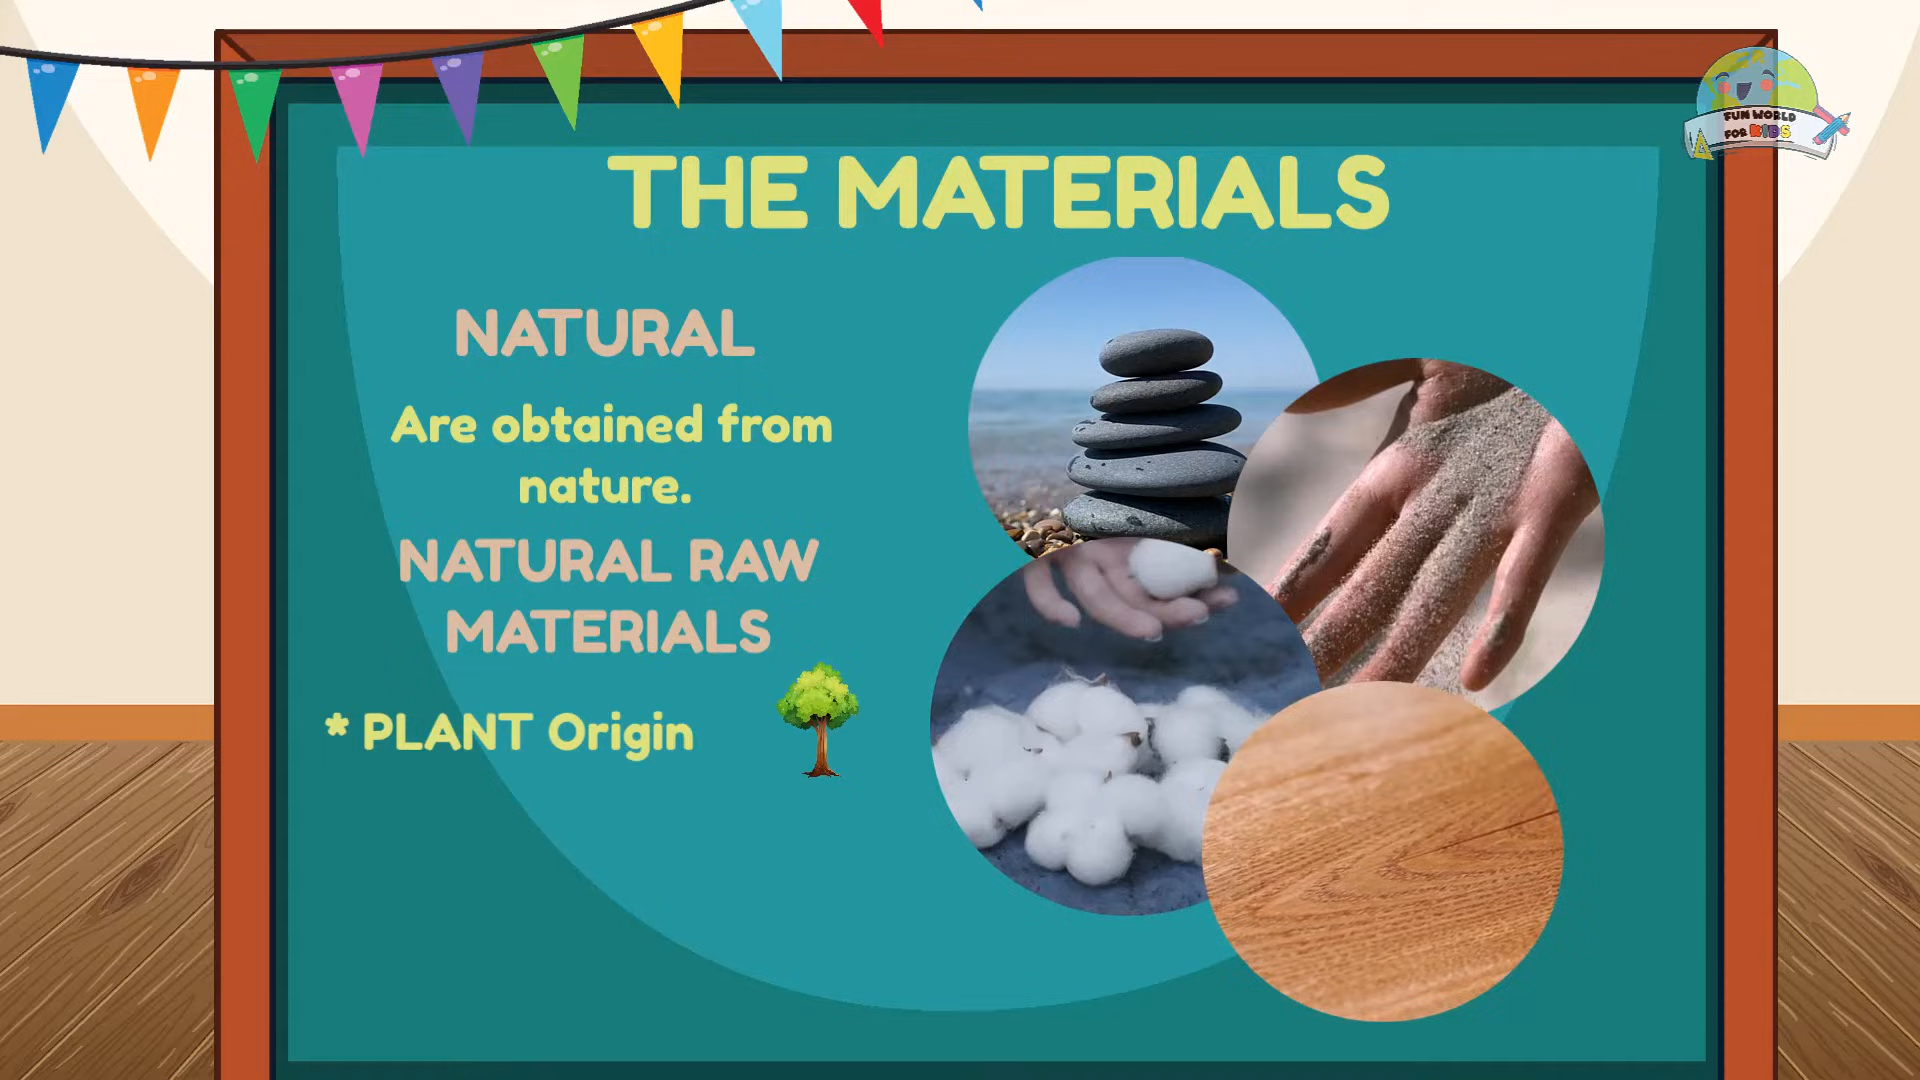 THE MATERIALS
NATURAL
Are obtained from
nature.
NATURAL RAW
MATERIALS
* PLANT Origin
FUN WORLD
FOR KIDS